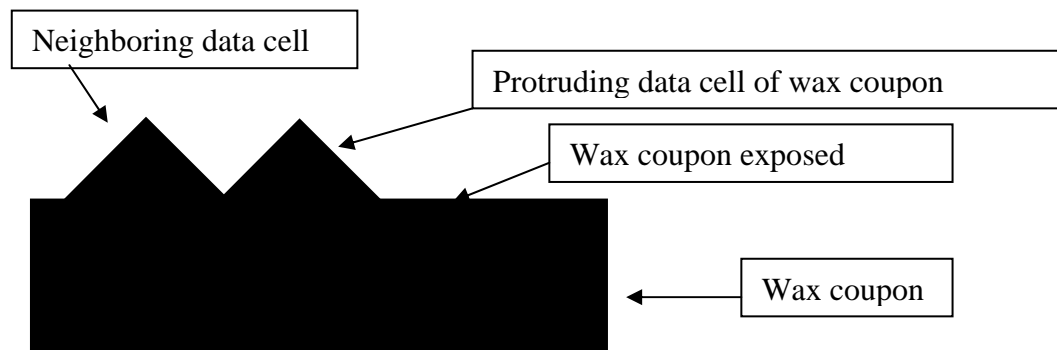 Neighboring data cell
Protruding data cell of wax coupon
Wax coupon exposed
Wax coupon